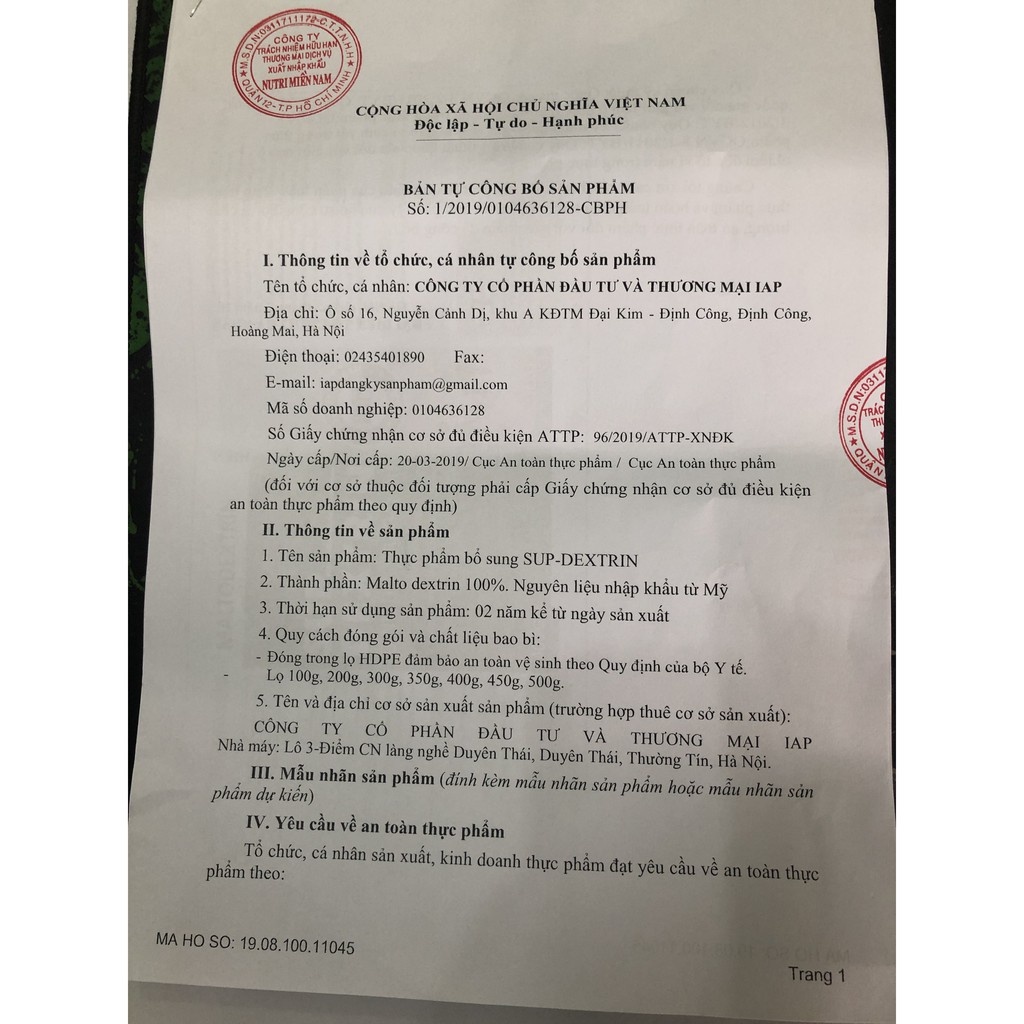 M.S.D.N:0311711172-C.T.T.N.H.H
CÔNG TY
TRÁCH NHIỆM HỮU HẠN
THƯƠNG MẠI DỊCH VỤ
XUẤT NHẬP KHẨU
NUTRI MIỀN NAM
QUẬN 12-T.P HỒ CHÍ MINH
CỘNG HÒA XÃ HỘI CHỦ NGHĨA VIỆT NAM
Độc lập - Tự do - Hạnh phúc
BẢN TỰ CÔNG BỐ SẢN PHẨM
Số: 1/2019/0104636128-CBPH
I. Thông tin về tổ chức, cá nhân tự công bố sản phẩm
Tên tổ chức, cá nhân: CÔNG TY CỔ PHẦN ĐẦU TƯ VÀ THƯƠNG MẠI IAP
Địa chỉ: Ô số 16, Nguyễn Cảnh Dị, khu A KĐTM Đại Kim - Định Công, Định Công,
Hoàng Mai, Hà Nội
Điện thoại: 02435401890 Fax:
E-mail: iapdangkysanpham@gmail.com
Mã số doanh nghiệp: 0104636128
Số Giấy chứng nhận cơ sở đủ điều kiện ATTP: 96/2019/ATTP-XNĐK
Ngày cấp/Nơi cấp: 20-03-2019/ Cục An toàn thực phẩm / Cục An toàn thực phẩm
(đối với cơ sở thuộc đối tượng phải cấp Giấy chứng nhận cơ sở đủ điều kiện
an toàn thực phẩm theo quy định)
M.S.D.N:0311
QUẬN
II. Thông tin về sản phẩm
1. Tên sản phẩm: Thực phẩm bổ sung SUP-DEXTRIN
2. Thành phần: Malto dextrin 100%. Nguyên liệu nhập khẩu từ Mỹ
3. Thời hạn sử dụng sản phẩm: 02 năm kể từ ngày sản xuất
4. Quy cách đóng gói và chất liệu bao bì:
- Đóng trong lọ HDPE đảm bảo an toàn vệ sinh theo Quy định của bộ Y tế.
- Lọ 100g, 200g, 300g, 350g, 400g, 450g, 500g.
5. Tên và địa chỉ cơ sở sản xuất sản phẩm (trường hợp thuê cơ sở sản xuất):
CÔNG TY CỔ PHẦN ĐẦU TƯ VÀ THƯƠNG MẠI IAP
Nhà máy: Lô 3-Điểm CN làng nghề Duyên Thái, Duyên Thái, Thường Tín, Hà Nội.
III. Mẫu nhãn sản phẩm (đính kèm mẫu nhãn sản phẩm hoặc mẫu nhãn sản
phẩm dự kiến)
IV. Yêu cầu về an toàn thực phẩm
Tổ chức, cá nhân sản xuất, kinh doanh thực phẩm đạt yêu cầu về an toàn thực
phẩm theo:
MA HO SO: 19.08.100.11045
Trang 1